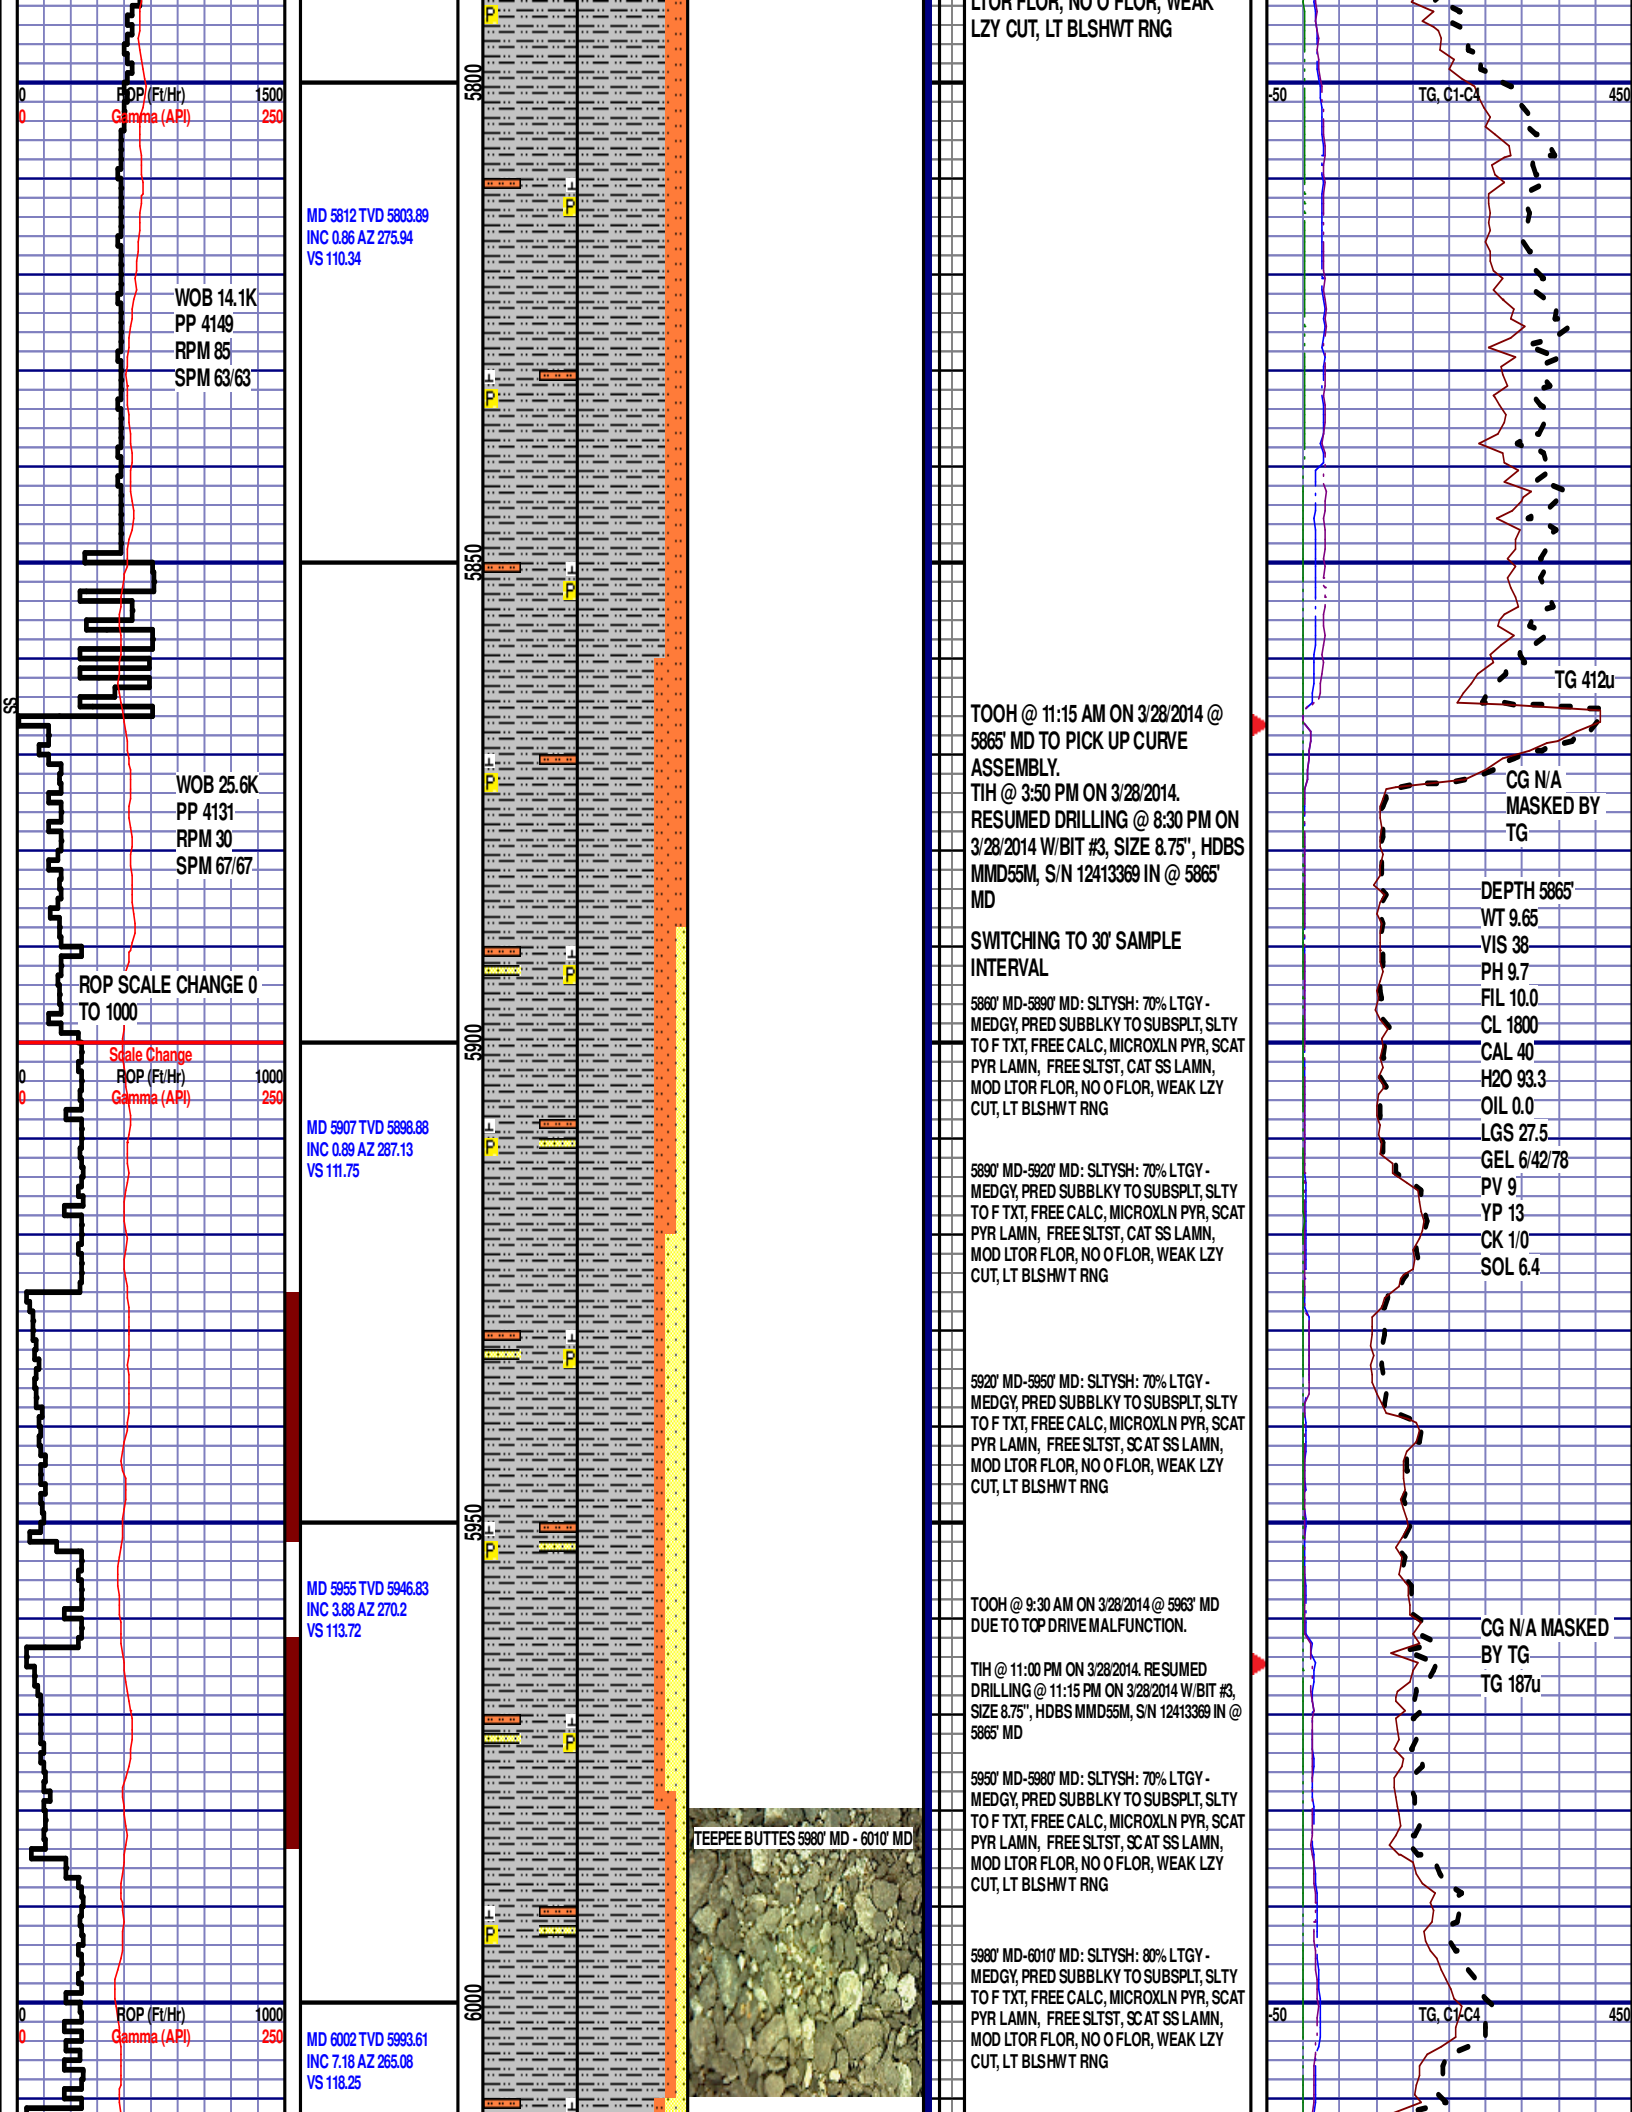 LTOR FLOR, NO O FLOR, WEAK
LZY CUT, LT BLSHWT RNG
P
5800
0 ROP (Ft/Hr) 1500
0 Gamma (API) 250
-50 TG, C1-C4 450
P
MD 5812 TVD 5803.89
INC 0.86 AZ 275.94
VS 110.34
WOB 14.1K
PP 4149
RPM 85
SPM 63/63
P
5850
P
SS
TG 412u
TOOH @ 11:15 AM ON 3/28/2014 @
5865' MD TO PICK UP CURVE
ASSEMBLY.
TIH @ 3:50 PM ON 3/28/2014.
RESUMED DRILLING @ 8:30 PM ON
3/28/2014 W/BIT #3, SIZE 8.75", HDBS
MMD55M, S/N 12413369 IN @ 5865'
MD
P
WOB 25.6K
PP 4131
RPM 30
SPM 67/67
CG N/A
MASKED BY
TG
DEPTH 5865'
WT 9.65
VIS 38
PH 9.7
FIL 10.0
CL 1800
CAL 40
H2O 93.3
OIL 0.0
LGS 27.5
GEL 6/42/78
PV 9
YP 13
CK 1/0
SOL 6.4
SWITCHING TO 30' SAMPLE
INTERVAL
P
ROP SCALE CHANGE 0
TO 1000
5900
Scale Change
0 ROP (Ft/Hr) 1000
0 Gamma (API) 250
5860' MD-5890' MD: SLTYSH: 70% LTGY -
MEDGY, PRED SUBBLKY TO SUBSPLT, SLTY
TO F TXT, FREE CALC, MICROXLN PYR, SCAT
PYR LAMN, FREE SLTST, CAT SS LAMN,
MOD LTOR FLOR, NO O FLOR, WEAK LZY
CUT, LT BLSHWT RNG
MD 5907 TVD 5898.88
INC 0.89 AZ 287.13
VS 111.75
P
5890' MD-5920' MD: SLTYSH: 70% LTGY -
MEDGY, PRED SUBBLKY TO SUBSPLT, SLTY
TO F TXT, FREE CALC, MICROXLN PYR, SCAT
PYR LAMN, FREE SLTST, CAT SS LAMN,
MOD LTOR FLOR, NO O FLOR, WEAK LZY
CUT, LT BLSHWT RNG
P
5920' MD-5950' MD: SLTYSH: 70% LTGY -
MEDGY, PRED SUBBLKY TO SUBSPLT, SLTY
TO F TXT, FREE CALC, MICROXLN PYR, SCAT
PYR LAMN, FREE SLTST, SCAT SS LAMN,
MOD LTOR FLOR, NO O FLOR, WEAK LZY
CUT, LT BLSHWT RNG
5950
P
MD 5955 TVD 5946.83
INC 3.88 AZ 270.2
VS 113.72
TOOH @ 9:30 AM ON 3/28/2014 @ 5963' MD
DUE TO TOP DRIVE MALFUNCTION.
CG N/A MASKED
BY TG
TG 187u
TIH @ 11:00 PM ON 3/28/2014. RESUMED
DRILLING @ 11:15 PM ON 3/28/2014 W/BIT #3,
SIZE 8.75", HDBS MMD55M, S/N 12413369 IN @
5865' MD
P
5950' MD-5980' MD: SLTYSH: 70% LTGY -
MEDGY, PRED SUBBLKY TO SUBSPLT, SLTY
TO F TXT, FREE CALC, MICROXLN PYR, SCAT
PYR LAMN, FREE SLTST, SCAT SS LAMN,
MOD LTOR FLOR, NO O FLOR, WEAK LZY
CUT, LT BLSHWT RNG
TEEPEE BUTTES 5980' MD - 6010' MD
P
5980' MD-6010' MD: SLTYSH: 80% LTGY -
MEDGY, PRED SUBBLKY TO SUBSPLT, SLTY
TO F TXT, FREE CALC, MICROXLN PYR, SCAT
PYR LAMN, FREE SLTST, SCAT SS LAMN,
MOD LTOR FLOR, NO O FLOR, WEAK LZY
CUT, LT BLSHWT RNG
6000
0 ROP (Ft/Hr) 1000
0 Gamma (API) 250
-50 TG, C1-C4 450
MD 6002 TVD 5993.61
INC 7.18 AZ 265.08
VS 118.25